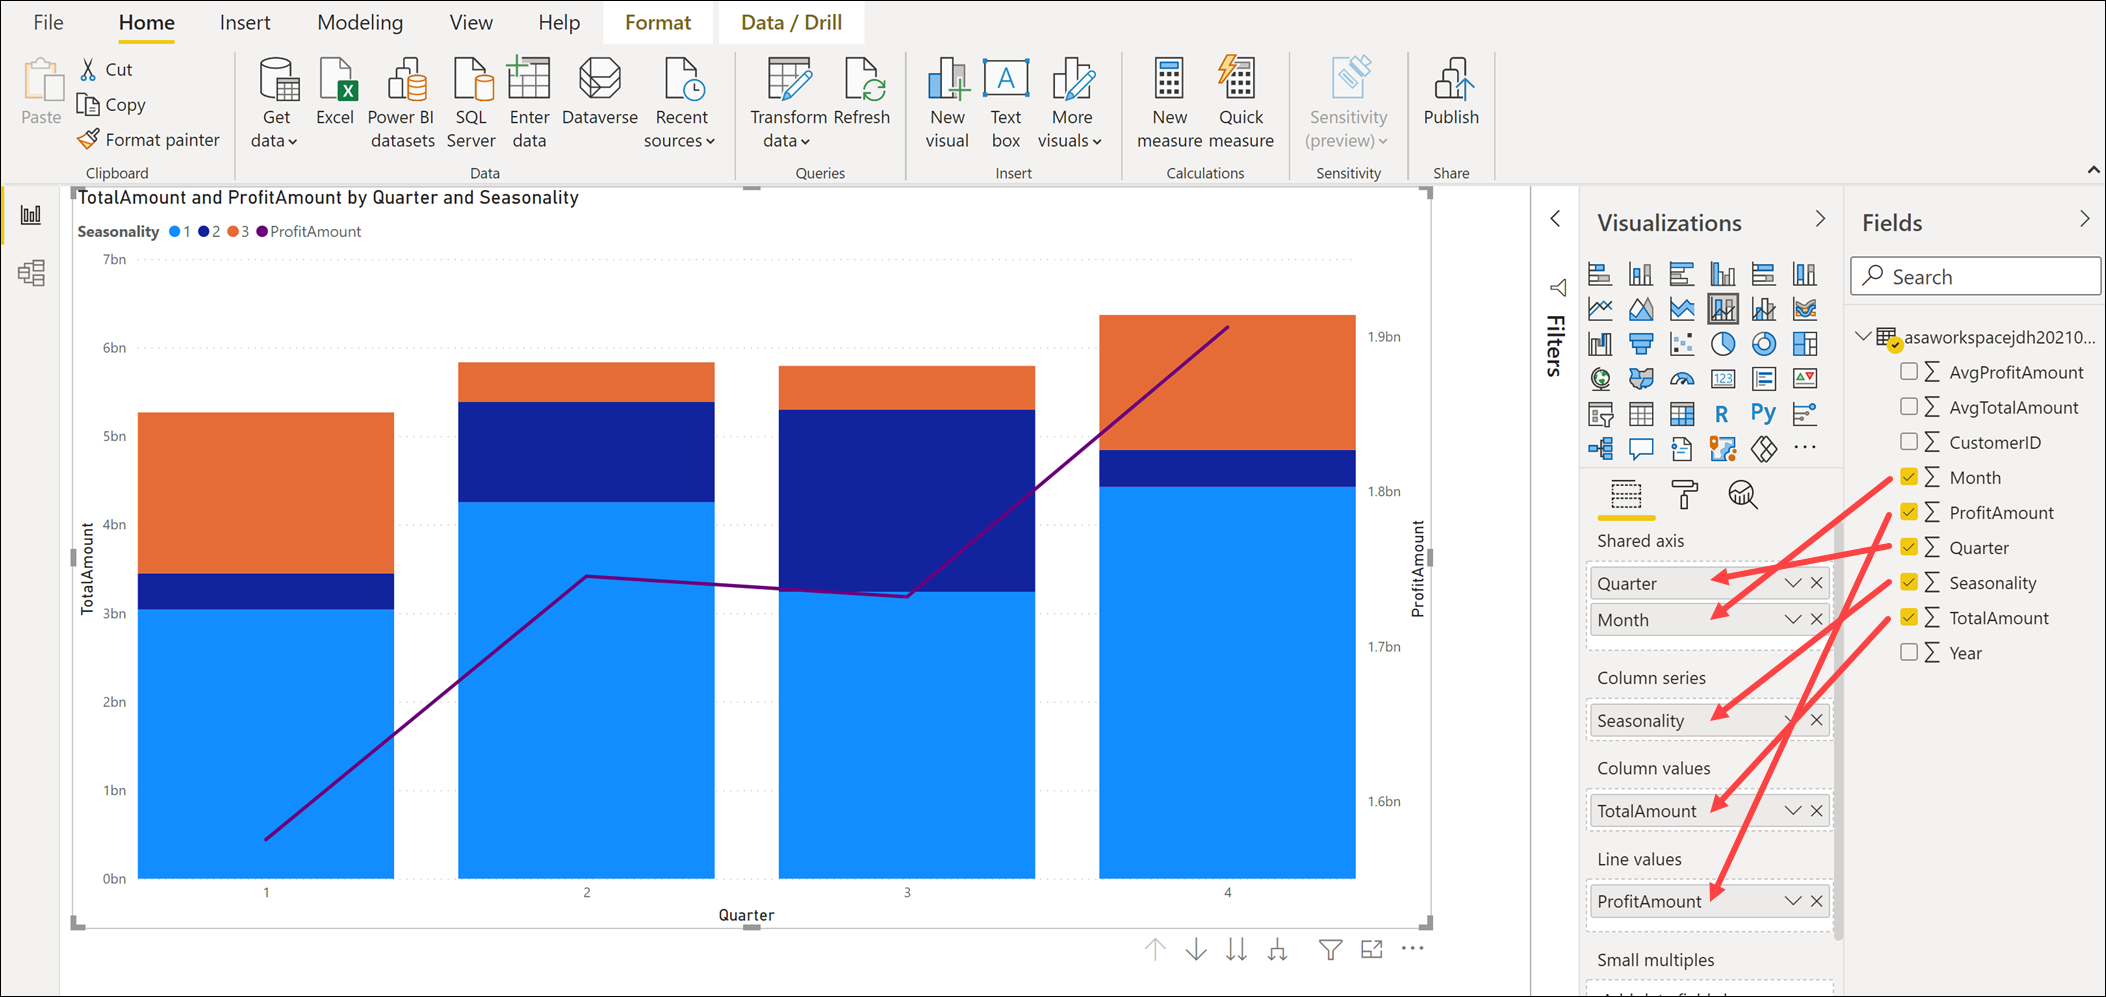 File Home Insert Modeling View Help Format Data / Drill
Paste
Cut
Copy
Format painter
Clipboard
Get data
Excel
Power BI datasets
SQL Server
Enter data
Dataverse
Recent sources
Data
Transform data
Refresh
Queries
New visual
Text box
More visuals
Insert
New measure
Quick measure
Calculations
Sensitivity (preview)
Sensitivity
Publish
Share
TotalAmount and ProfitAmount by Quarter and Seasonality
Seasonality 1 2 3 ProfitAmount
7bn
6bn
5bn
4bn
3bn
2bn
1bn
0bn
TotalAmount
1 2 3 4
Quarter
1.9bn
1.8bn
1.7bn
1.6bn
ProfitAmount
Filters
Visualizations
123
R
Py
Shared axis
Quarter
Month
Column series
Seasonality
Column values
TotalAmount
Line values
ProfitAmount
Small multiples
Fields
Search
asaworkspacejdh20210...
AvgProfitAmount
AvgTotalAmount
CustomerID
Month
ProfitAmount
Quarter
Seasonality
TotalAmount
Year